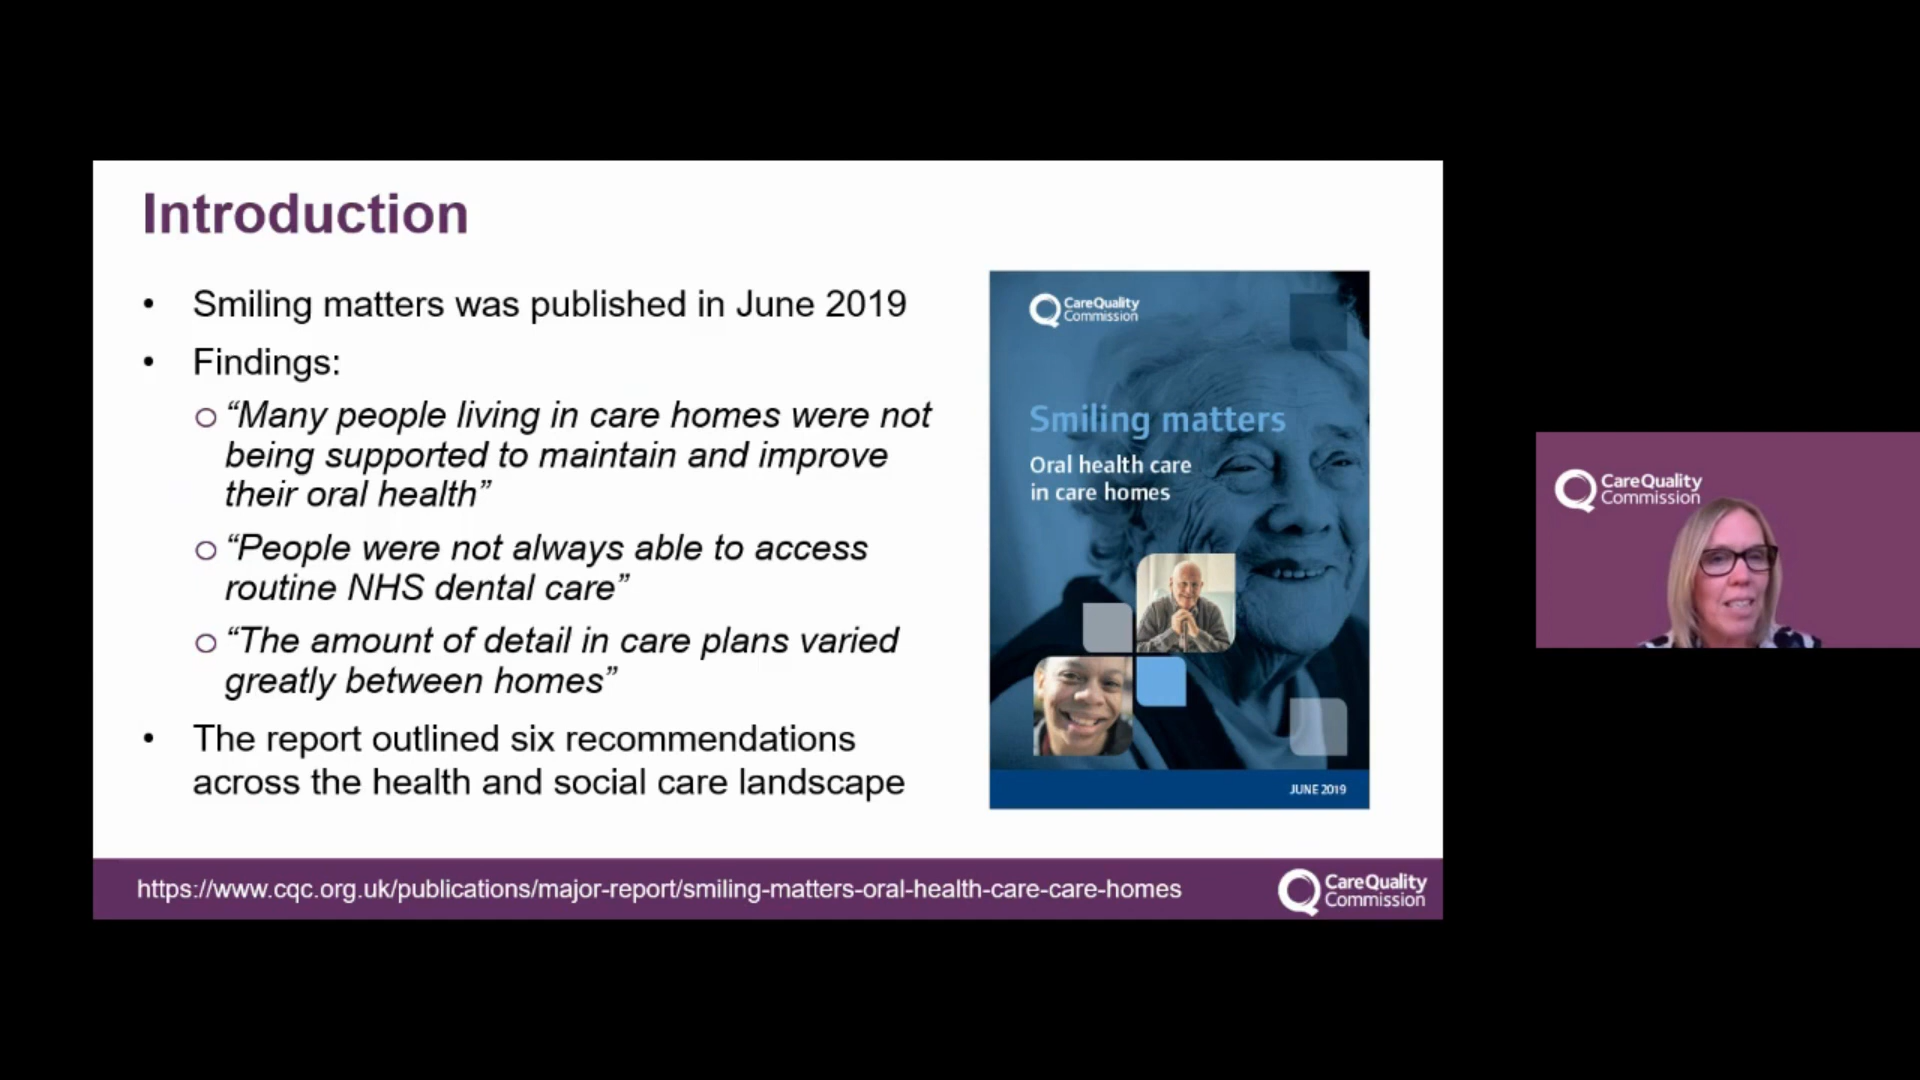 Introduction
• Smiling matters was published in June 2019
• Findings:
o “Many people living in care homes were not
being supported to maintain and improve
their oral health”
o “People were not always able to access
routine NHS dental care”
o “The amount of detail in care plans varied
greatly between homes”
• The report outlined six recommendations
across the health and social care landscape
CareQuality
Commission
Smiling matters
Oral health care
in care homes
JUNE 2019
https://www.cqc.org.uk/publications/major-report/smiling-matters-oral-health-care-care-homes
CareQuality
Commission
CareQuality
Commission